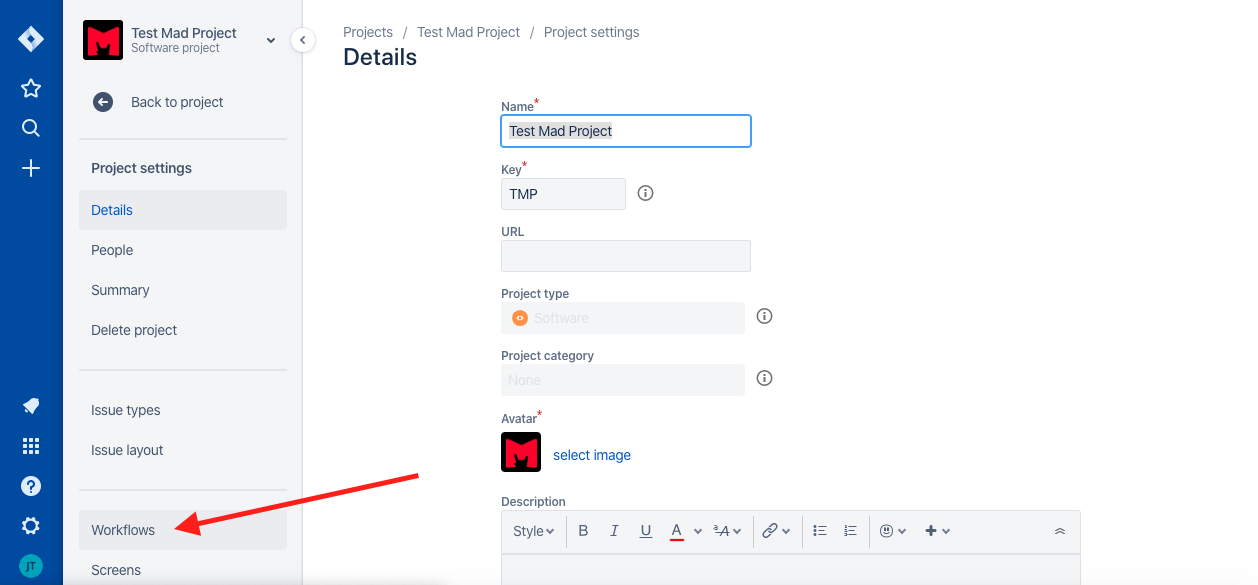 Test Mad Project
Software project
Back to project
Project settings
Details
People
Summary
Delete project
Issue types
Issue layout
Workflows
Screens
JT
Projects / Test Mad Project / Project settings
Details
Name*
Test Mad Project
Key*
TMP
URL
Project type
Software
Project category
None
Avatar*
select image
Description
Style B I U A ªA